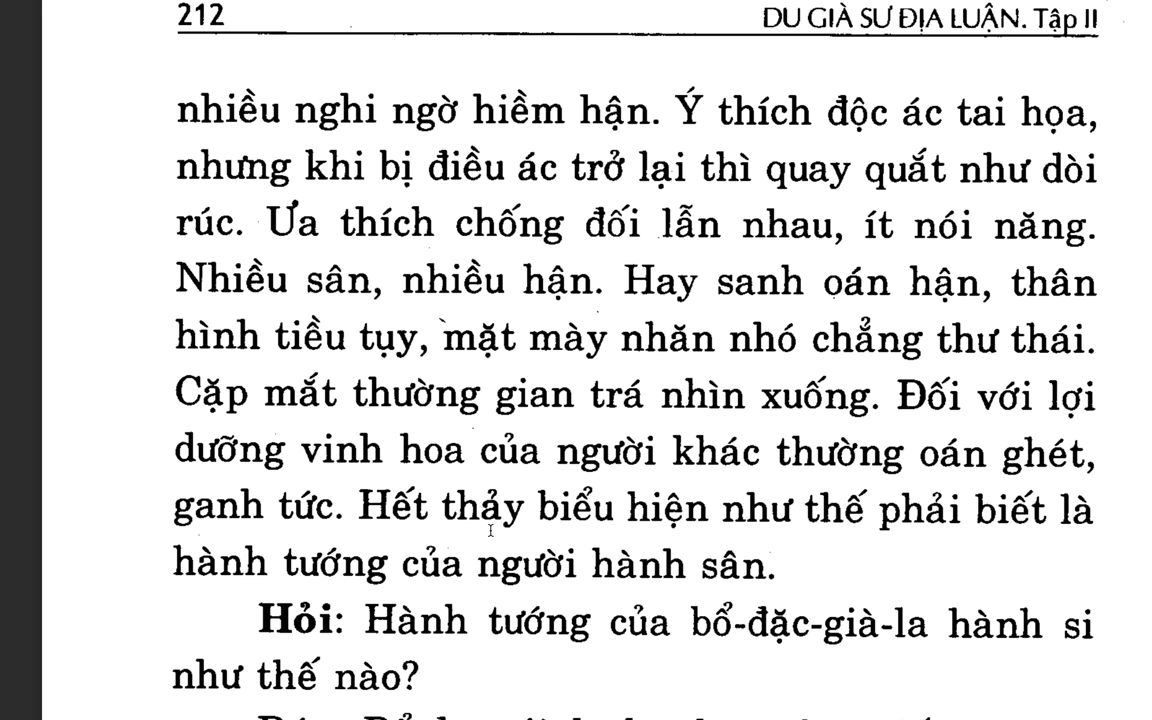 212
DU GIÀ SƯ ĐỊA LUẬN. Tập II
nhiều nghi ngờ hiềm hận. Ý thích độc ác tai họa,
nhưng khi bị điều ác trở lại thì quay quắt như dòi
rúc. Ưa thích chống đối lẫn nhau, ít nói năng.
Nhiều sân, nhiều hận. Hay sanh oán hận, thân
hình tiều tụy, mặt mày nhăn nhó chẳng thư thái.
Cặp mắt thường gian trá nhìn xuống. Đối với lợi
dưỡng vinh hoa của người khác thường oán ghét,
ganh tức. Hết thảy biểu hiện như thế phải biết là
hành tướng của người hành sân.
Hỏi: Hành tướng của bổ-đặc-già-la hành si
như thế nào?